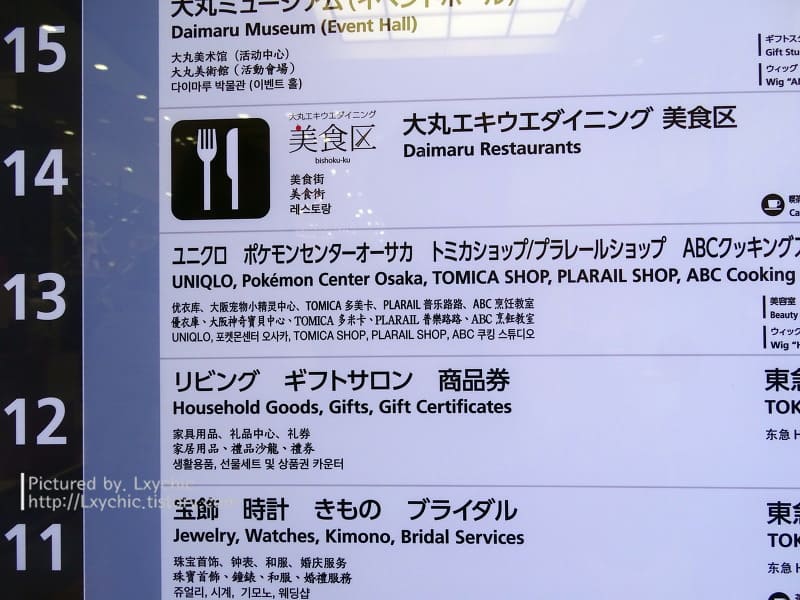 15
大丸ミュージアム(イベントホール)
Daimaru Museum (Event Hall)
大丸美术馆(活动中心)
大丸美術館(活動會場)
다이마루 박물관 (이벤트 홀)
Gift Stu
ウィッグ
Wig "A
14
大丸エキウエダイニング
美食区
bishoku-ku
美食街
美食街
레스토랑
大丸エキウエダイニング 美食区
Daimaru Restaurants
喫茶
Ca
13
ユニクロ ポケモンセンターオーサカ トミカショップ/プラレールショップ ABCクッキングス
UNIQLO, Pokémon Center Osaka, TOMICA SHOP, PLARAIL SHOP, ABC Cooking
优衣库、大阪宠物小精灵中心、TOMICA 多美卡、PLARAIL 普乐路路、ABC 烹饪教室
優衣庫、大阪神奇寶貝中心、TOMICA 多米卡、PLARAIL 普樂路路、ABC 烹飪教室
UNIQLO, 포켓몬센터 오사카, TOMICA SHOP, PLARAIL SHOP, ABC 쿠킹 스튜디오
美容室
Beauty
ウィッグ
Wig "H
12
リビング ギフトサロン 商品券
Household Goods, Gifts, Gift Certificates
家具用品、礼品中心、礼券
家居用品、禮品沙龍、禮券
생활용품, 선물세트 및 상품권 카운터
東急
TOK
东急 H
Pictured by. Lxychic
http://Lxychic.tistory.com
11
宝飾 時計 きもの ブライダル
Jewelry, Watches, Kimono, Bridal Services
珠宝首饰、钟表、和服、婚庆服务
珠寶首飾、鐘錶、和服、婚禮服務
쥬얼리, 시계, 기모노, 웨딩샵
東急
TOK
东急 H